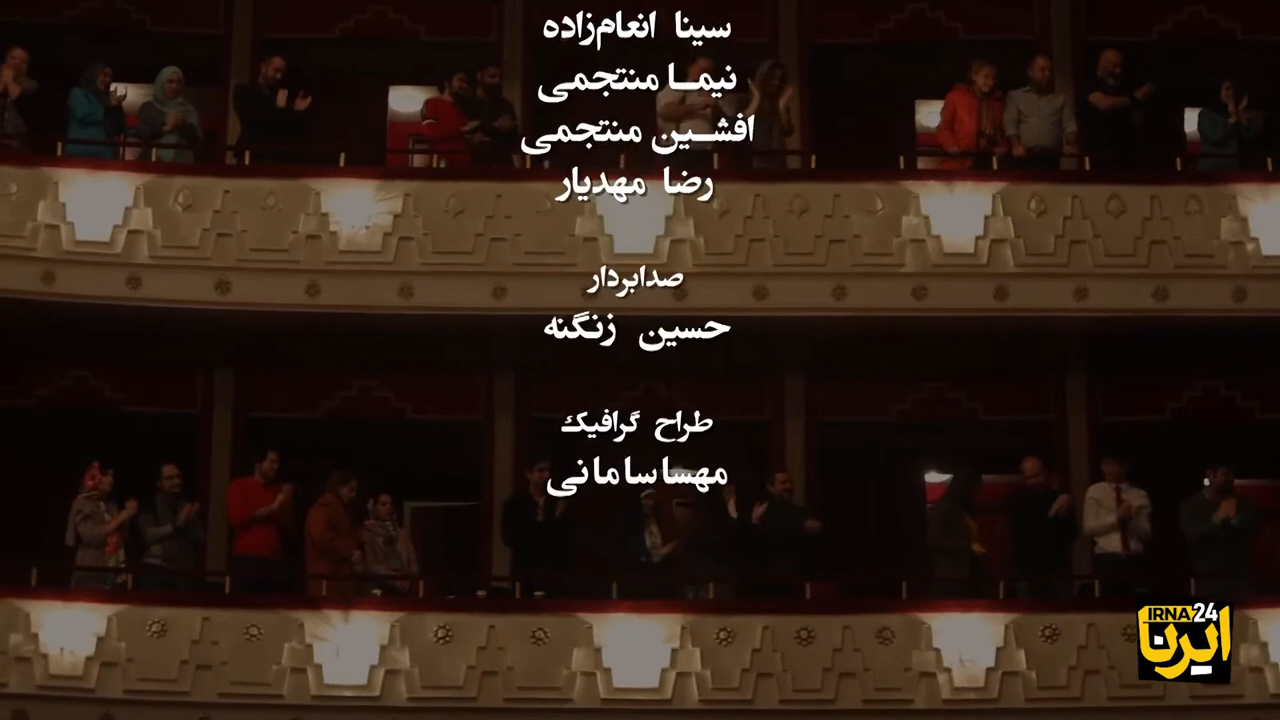 سینا انعام‌زاده
نیما منتجمی
افشین منتجمی
رضا مهدیار
صدابردار
حسین زنگنه
طراح گرافیک
مهسا سامانی
IRNA24
ایرنا